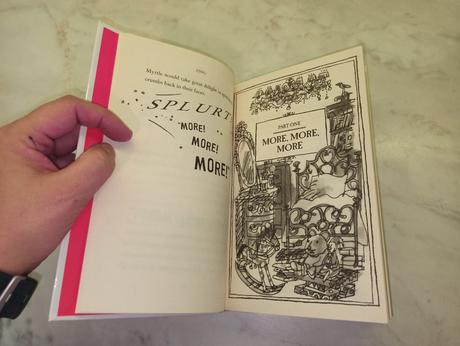 Myrtle would take great delight in
crumbs back in their faces.
SPLURT
'MORE!
MORE!
MORE!'
PART ONE
MORE, MORE,
MORE